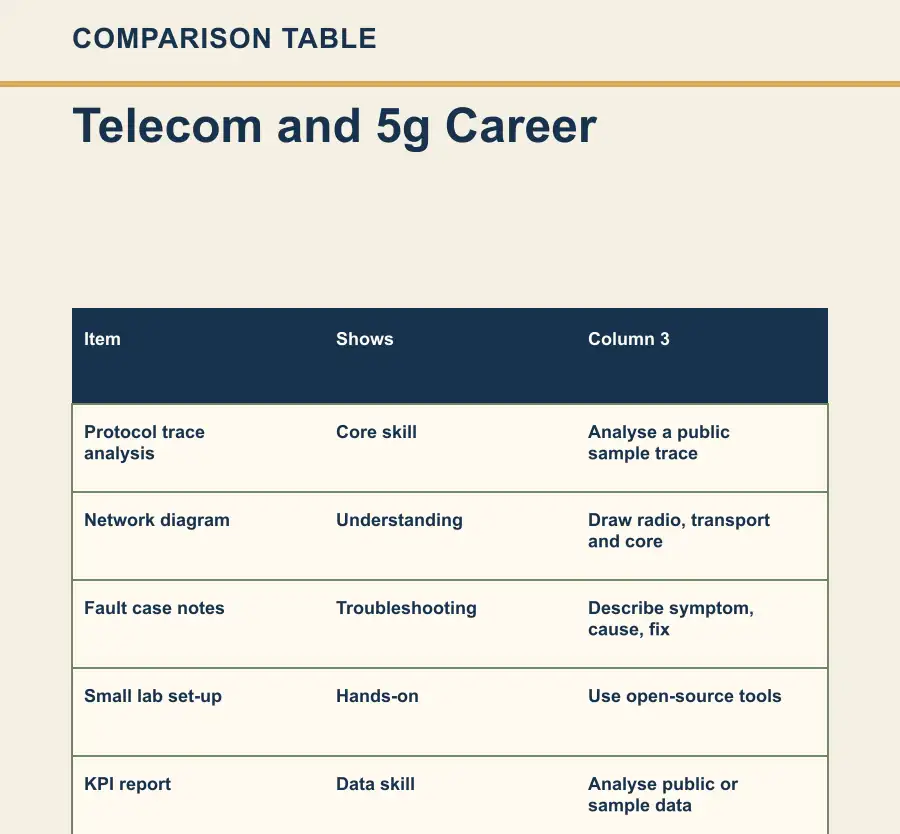 COMPARISON TABLE
Telecom and 5g Career
Item Shows Column 3
Protocol trace analysis Core skill Analyse a public sample trace
Network diagram Understanding Draw radio, transport and core
Fault case notes Troubleshooting Describe symptom, cause, fix
Small lab set-up Hands-on Use open-source tools
KPI report Data skill Analyse public or sample data